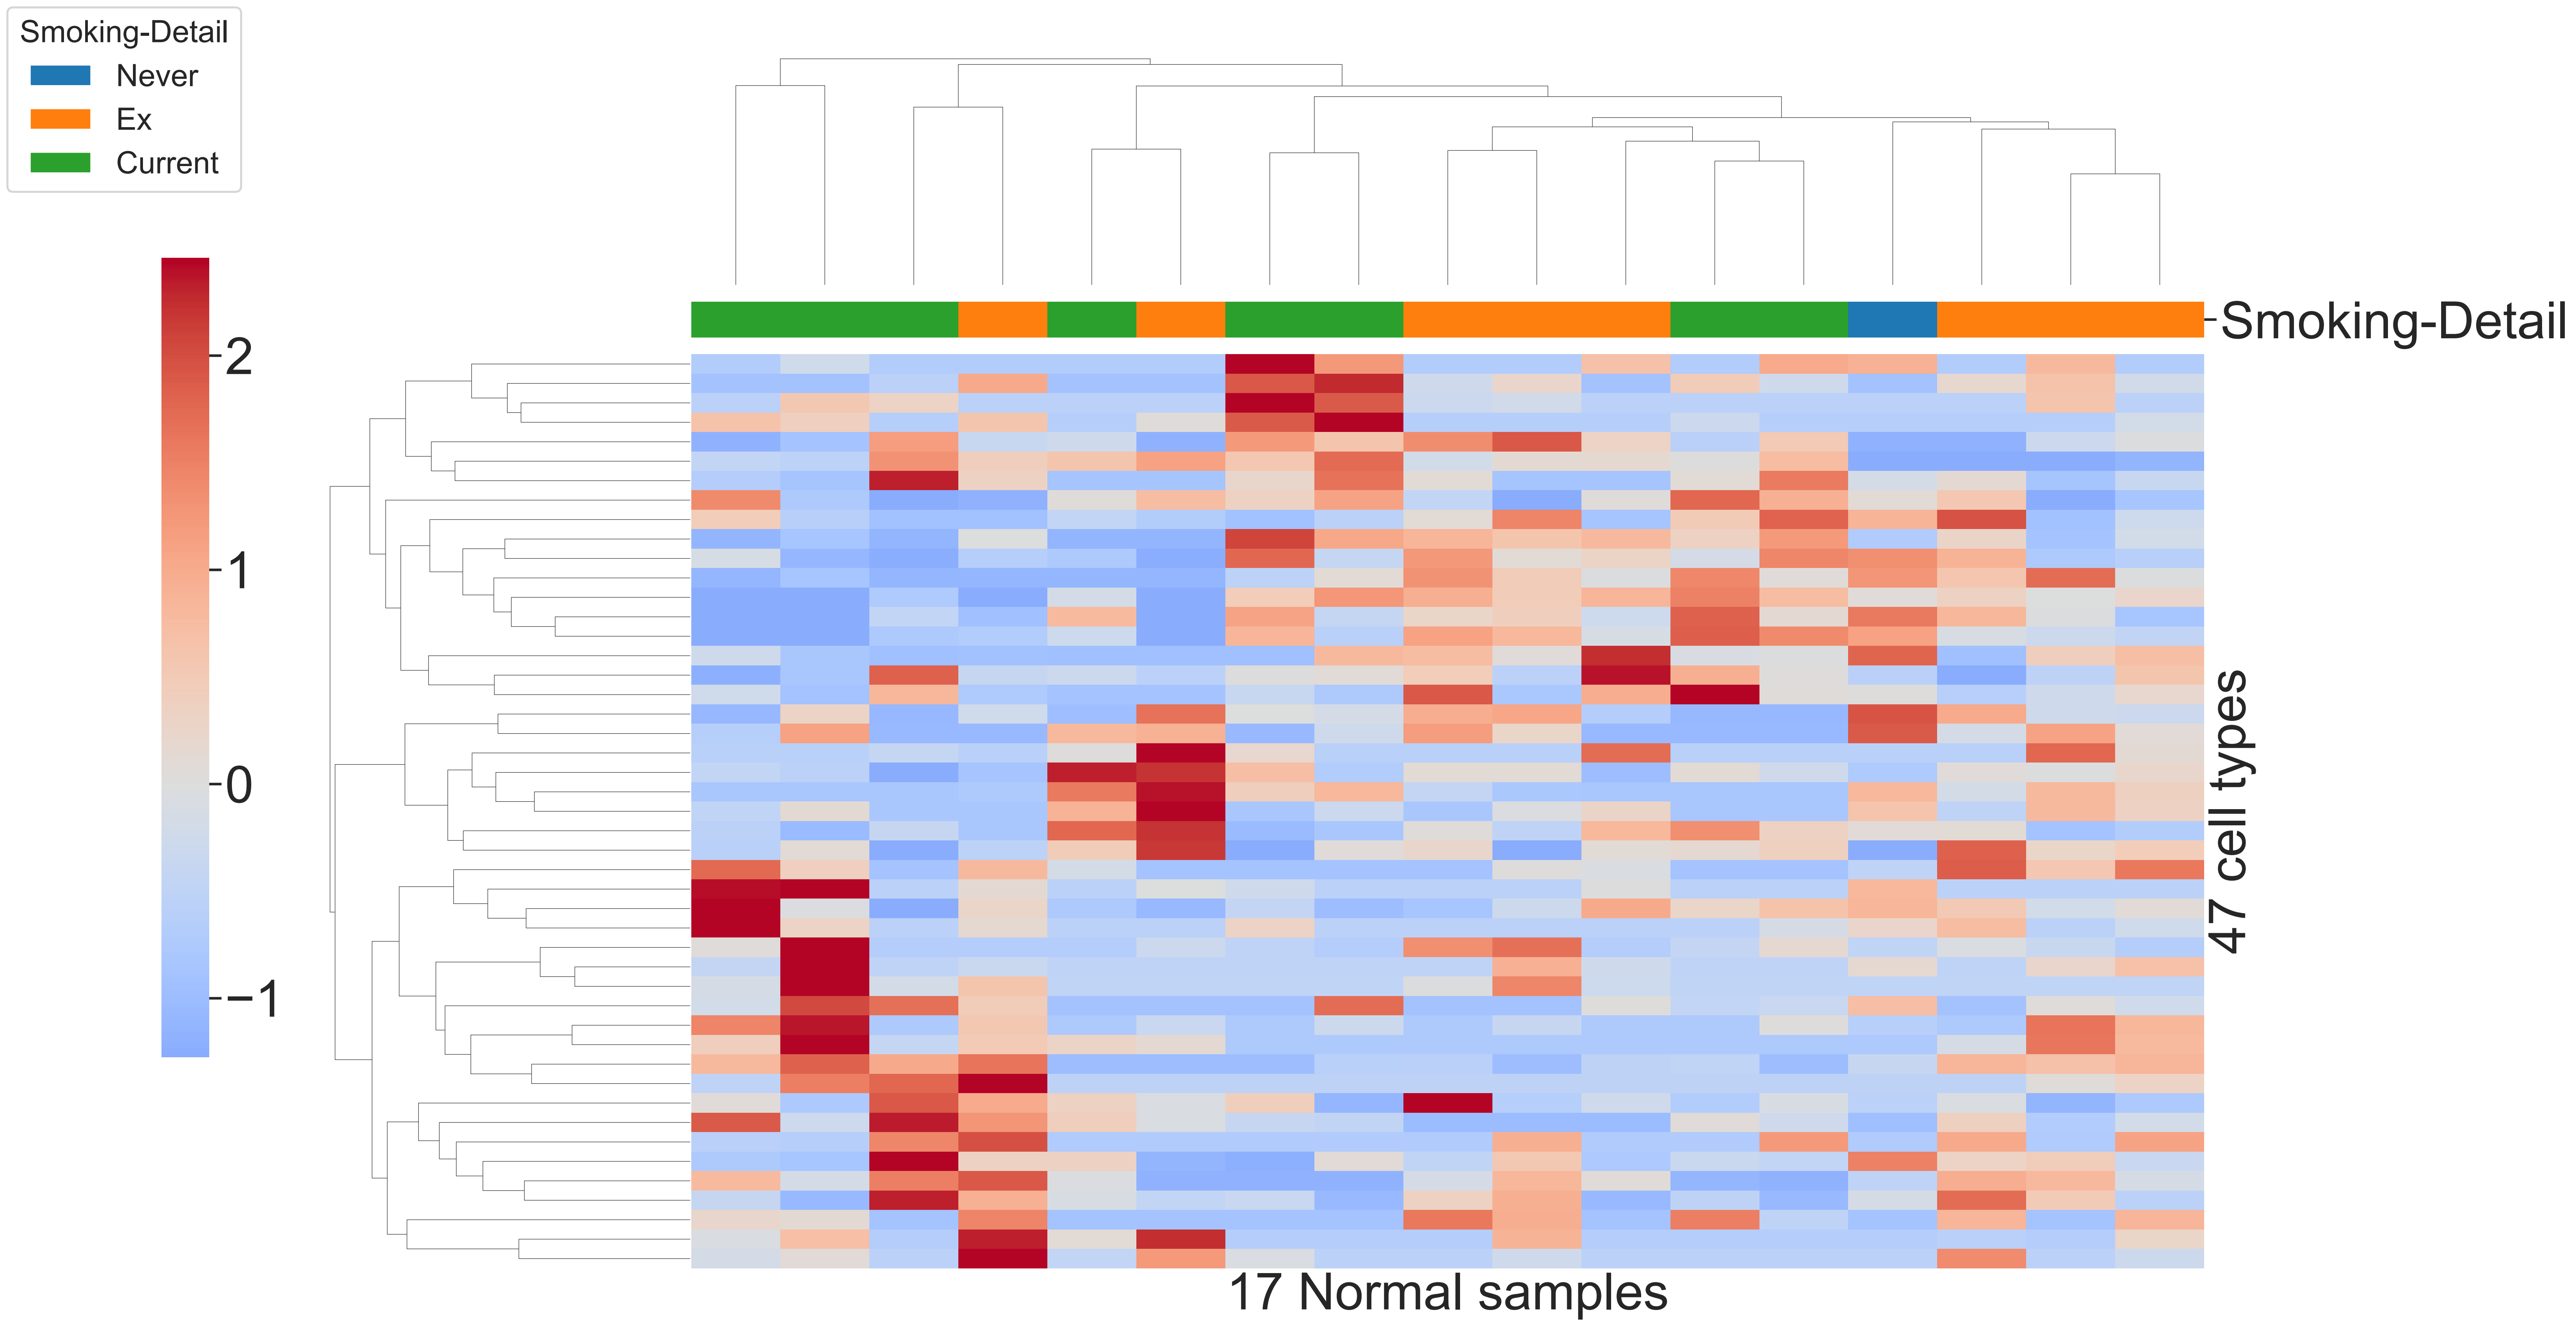 Smoking-Detail
Never
Ex
Current
2
1
0
−1
Smoking-Detail
47 cell types
17 Normal samples